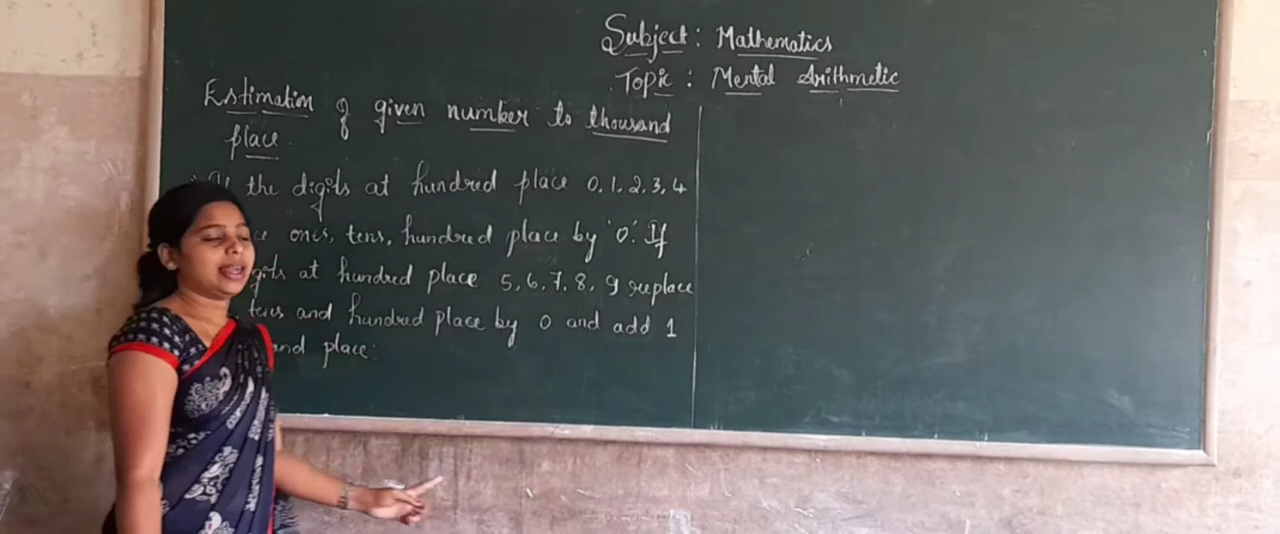 Subject: Mathematics
Topic : Mental Arithmetic
Estimation of given number to thousand
place.
If the digits at hundred place 0, 1, 2, 3, 4
ones, tens, hundred place by '0'. If
at hundred place 5, 6, 7, 8, 9 replace
tens and hundred place by 0 and add 1
place.